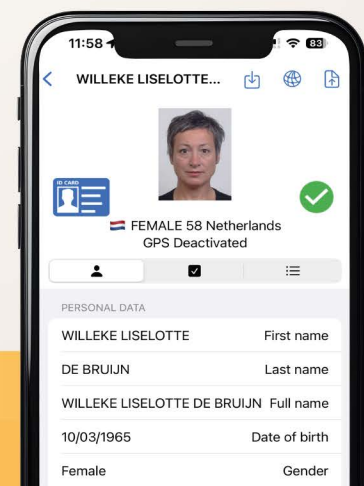 11:58
83
WILLEKE LISELOTTE...
ID CARD
FEMALE 58 Netherlands
GPS Deactivated
PERSONAL DATA
WILLEKE LISELOTTE First name
DE BRUIJN Last name
WILLEKE LISELOTTE DE BRUIJN Full name
10/03/1965 Date of birth
Female Gender